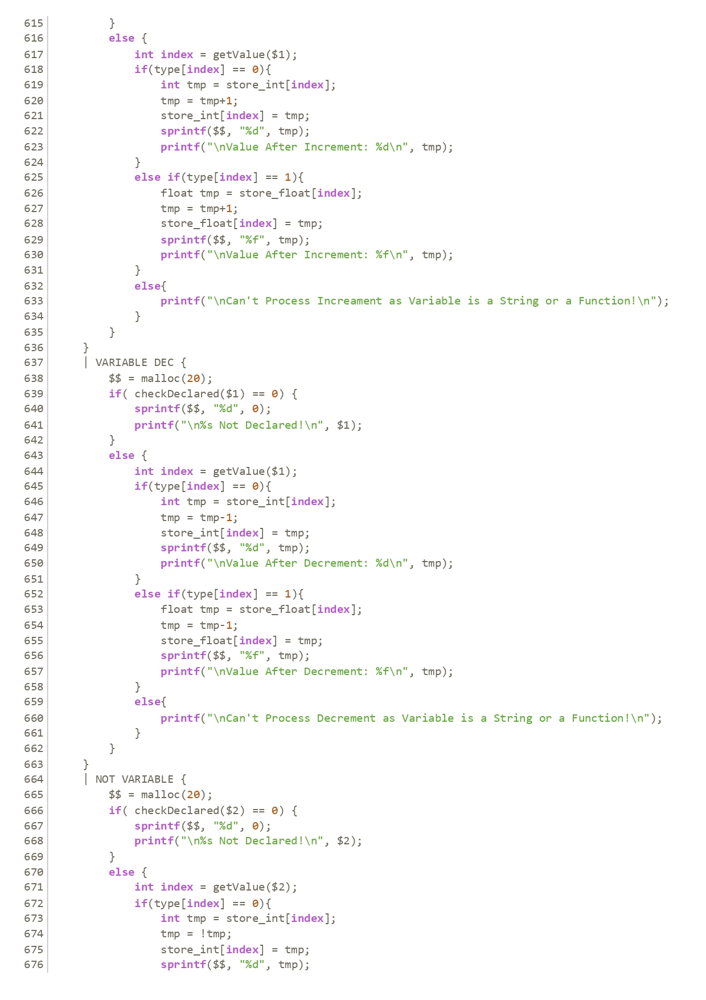 615         }
616         else {
617             int index = getValue($1);
618             if(type[index] == 0){
619                 int tmp = store_int[index];
620                 tmp = tmp+1;
621                 store_int[index] = tmp;
622                 sprintf($$, "%d", tmp);
623                 printf("\nValue After Increment: %d\n", tmp);
624             }
625             else if(type[index] == 1){
626                 float tmp = store_float[index];
627                 tmp = tmp+1;
628                 store_float[index] = tmp;
629                 sprintf($$, "%f", tmp);
630                 printf("\nValue After Increment: %f\n", tmp);
631             }
632             else{
633                 printf("\nCan't Process Increament as Variable is a String or a Function!\n");
634             }
635         }
636     }
637     | VARIABLE DEC {
638         $$ = malloc(20);
639         if( checkDeclared($1) == 0) {
640             sprintf($$, "%d", 0);
641             printf("\n%s Not Declared!\n", $1);
642         }
643         else {
644             int index = getValue($1);
645             if(type[index] == 0){
646                 int tmp = store_int[index];
647                 tmp = tmp-1;
648                 store_int[index] = tmp;
649                 sprintf($$, "%d", tmp);
650                 printf("\nValue After Decrement: %d\n", tmp);
651             }
652             else if(type[index] == 1){
653                 float tmp = store_float[index];
654                 tmp = tmp-1;
655                 store_float[index] = tmp;
656                 sprintf($$, "%f", tmp);
657                 printf("\nValue After Decrement: %f\n", tmp);
658             }
659             else{
660                 printf("\nCan't Process Decrement as Variable is a String or a Function!\n");
661             }
662         }
663     }
664     | NOT VARIABLE {
665         $$ = malloc(20);
666         if( checkDeclared($2) == 0) {
667             sprintf($$, "%d", 0);
668             printf("\n%s Not Declared!\n", $2);
669         }
670         else {
671             int index = getValue($2);
672             if(type[index] == 0){
673                 int tmp = store_int[index];
674                 tmp = !tmp;
675                 store_int[index] = tmp;
676                 sprintf($$, "%d", tmp);